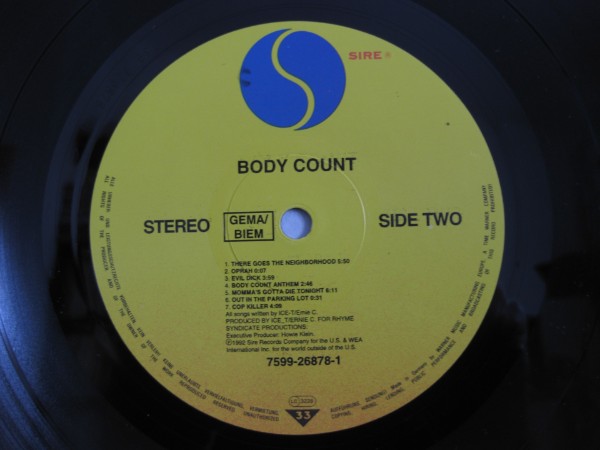 SIRE
BODY COUNT
STEREO
GEMA/
BIEM
SIDE TWO
1. THERE GOES THE NEIGHBORHOOD 5:50
2. OPRAH 0:07
3. EVIL DICK 3:59
4. BODY COUNT ANTHEM 2:46
5. MOMMA'S GOTTA DIE TONIGHT 6:11
6. OUT IN THE PARKING LOT 0:31
7. COP KILLER 4:09
All songs written by ICE-T/Ernie C.
PRODUCED BY ICE_T/ERNIE C. FOR RHYME
SYNDICATE PRODUCTIONS.
Executive Producer: Howie Klein.
℗©1992 Sire Records Company for the U.S. & WEA
International Inc. for the world outside of the U.S.
7599-26878-1
33